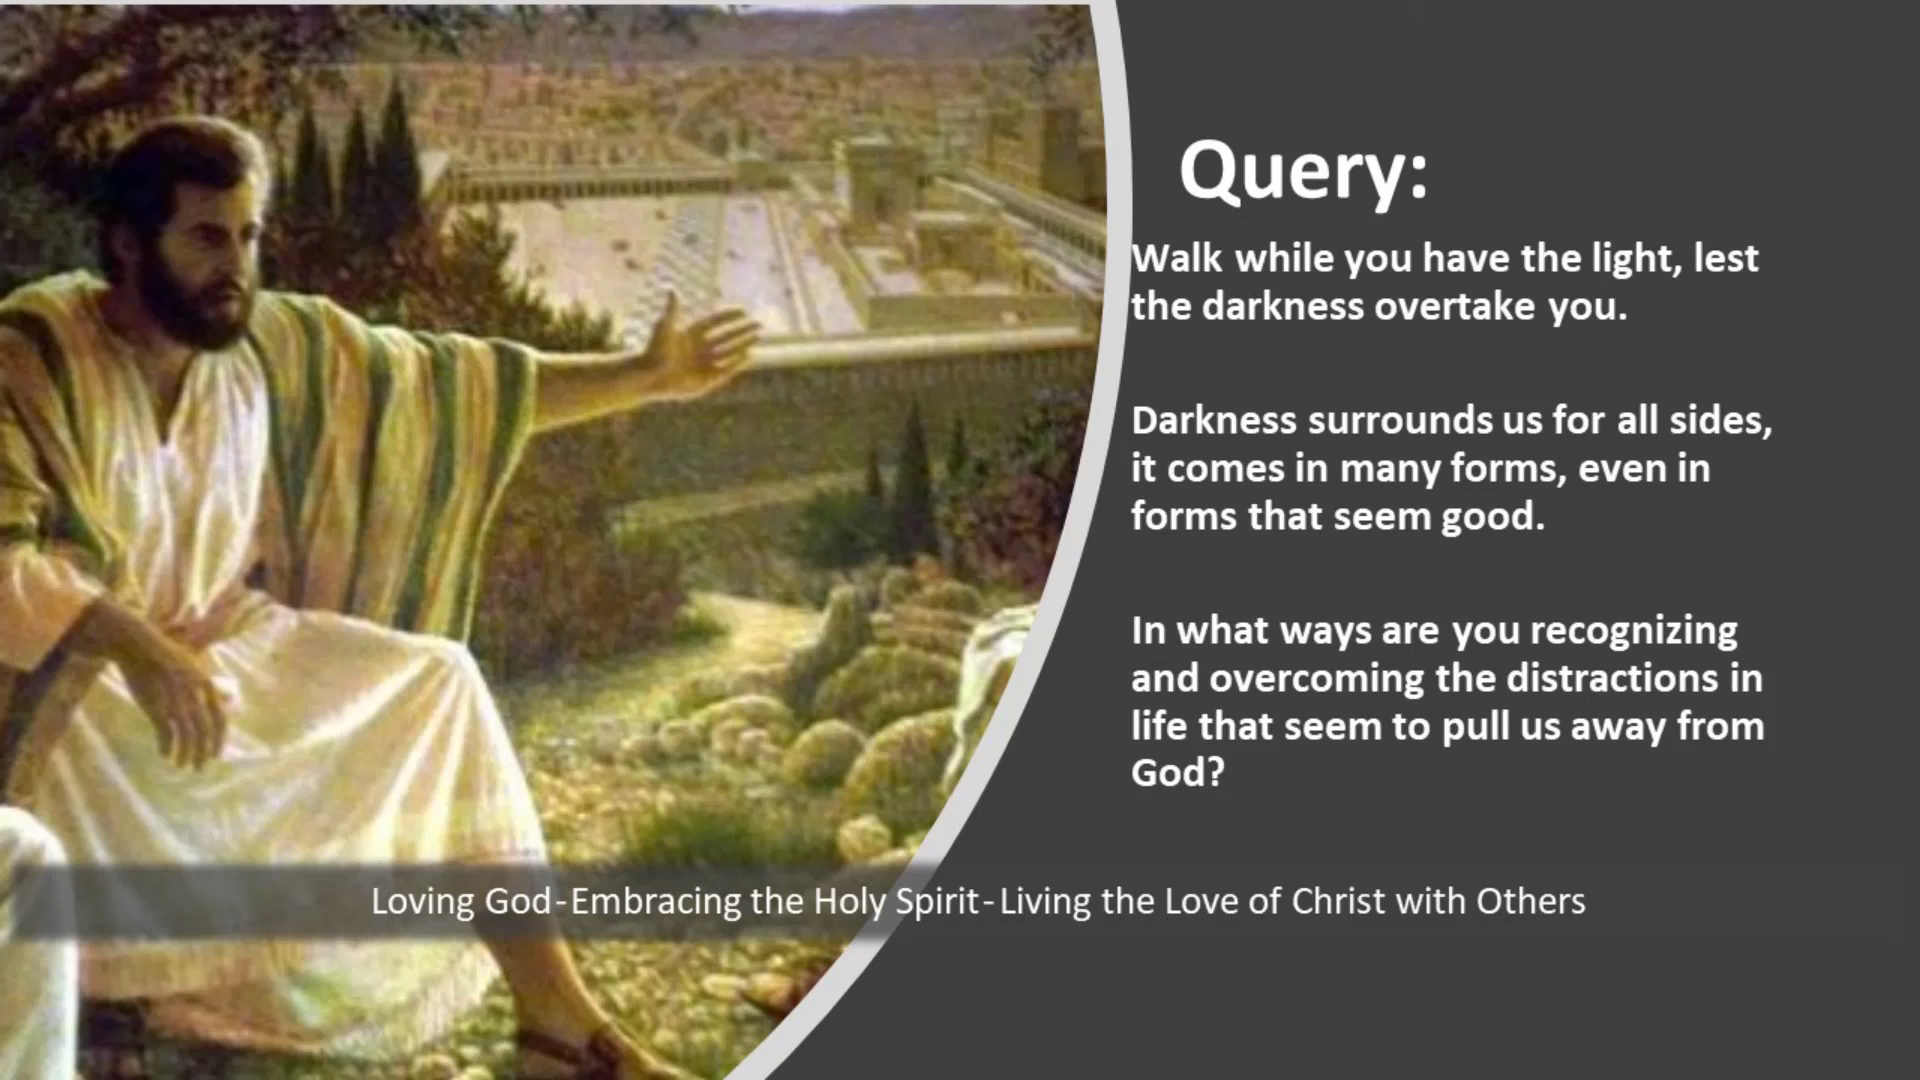 Query:
Walk while you have the light, lest
the darkness overtake you.
Darkness surrounds us for all sides,
it comes in many forms, even in
forms that seem good.
In what ways are you recognizing
and overcoming the distractions in
life that seem to pull us away from
God?
Loving God-Embracing the Holy Spirit-Living the Love of Christ with Others